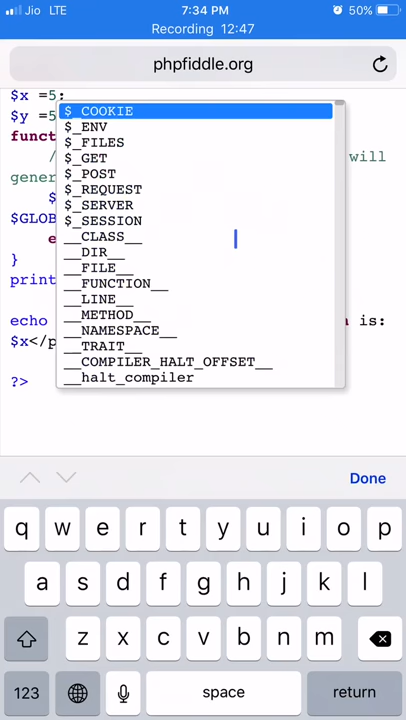 Jio LTE 7:34 PM 50%
Recording 12:47
phpfiddle.org
$x =5;
$y =5
funct
/ will
gener
$
$GLOB
e
}
print
echo is:
$x</p
?>
$_COOKIE
$_ENV
$_FILES
$_GET
$_POST
$_REQUEST
$_SERVER
$_SESSION
__CLASS__
__DIR__
__FILE__
__FUNCTION__
__LINE__
__METHOD__
__NAMESPACE__
__TRAIT__
__COMPILER_HALT_OFFSET__
__halt_compiler
Done
q w e r t y u i o p
a s d f g h j k l
z x c v b n m
123 space return